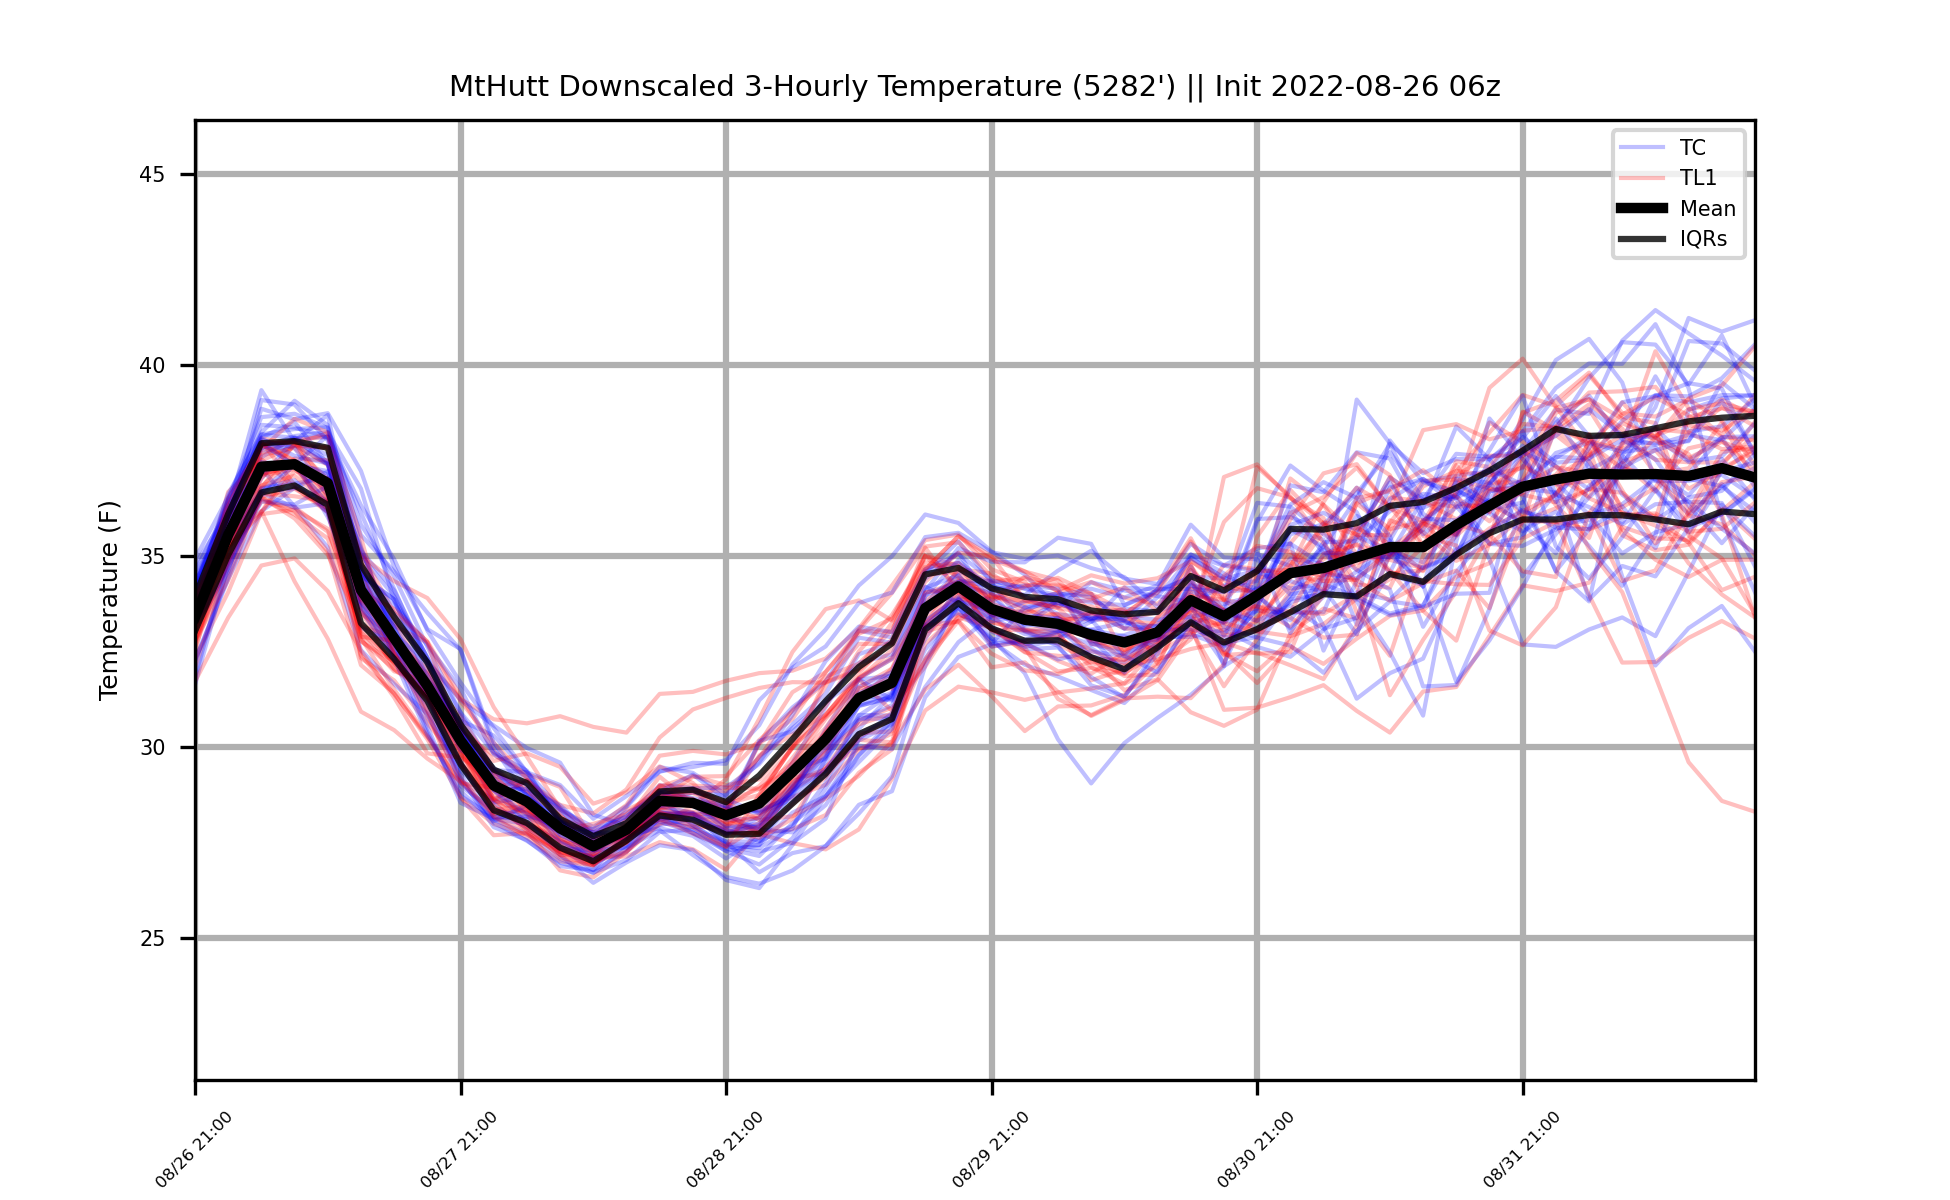 MtHutt Downscaled 3-Hourly Temperature (5282') || Init 2022-08-26 06z
TC
TL1
Mean
IQRs
Temperature (F)
45
40
35
30
25
08/26 21:00
08/27 21:00
08/28 21:00
08/29 21:00
08/30 21:00
08/31 21:00